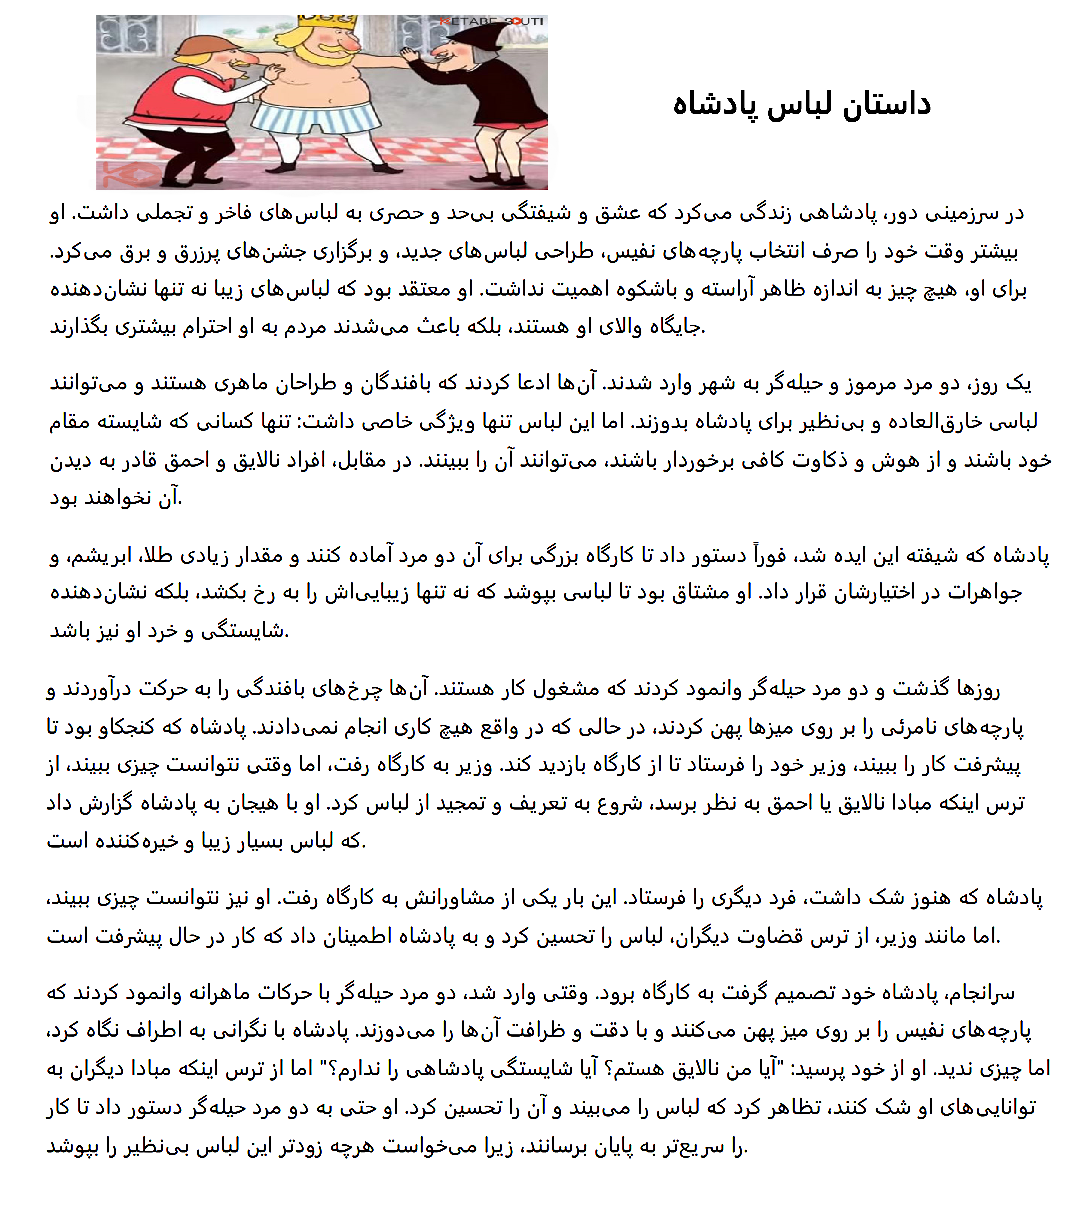 KETABE SOUTI
داستان لباس پادشاه
در سرزمینی دور، پادشاهی زندگی می‌کرد که عشق و شیفتگی بی‌حد و حصری به لباس‌های فاخر و تجملی داشت. او
بیشتر وقت خود را صرف انتخاب پارچه‌های نفیس، طراحی لباس‌های جدید، و برگزاری جشن‌های پرزرق و برق می‌کرد.
برای او، هیچ چیز به اندازه ظاهر آراسته و باشکوه اهمیت نداشت. او معتقد بود که لباس‌های زیبا نه تنها نشان‌دهنده
جایگاه والای او هستند، بلکه باعث می‌شدند مردم به او احترام بیشتری بگذارند.
یک روز، دو مرد مرموز و حیله‌گر به شهر وارد شدند. آن‌ها ادعا کردند که بافندگان و طراحان ماهری هستند و می‌توانند
لباسی خارق‌العاده و بی‌نظیر برای پادشاه بدوزند. اما این لباس تنها ویژگی خاصی داشت: تنها کسانی که شایسته مقام
خود باشند و از هوش و ذکاوت کافی برخوردار باشند، می‌توانند آن را ببینند. در مقابل، افراد نالایق و احمق قادر به دیدن
آن نخواهند بود.
پادشاه که شیفته این ایده شد، فوراً دستور داد تا کارگاه بزرگی برای آن دو مرد آماده کنند و مقدار زیادی طلا، ابریشم، و
جواهرات در اختیارشان قرار داد. او مشتاق بود تا لباسی بپوشد که نه تنها زیبایی‌اش را به رخ بکشد، بلکه نشان‌دهنده
شایستگی و خرد او نیز باشد.
روزها گذشت و دو مرد حیله‌گر وانمود کردند که مشغول کار هستند. آن‌ها چرخ‌های بافندگی را به حرکت درآوردند و
پارچه‌های نامرئی را بر روی میزها پهن کردند، در حالی که در واقع هیچ کاری انجام نمی‌دادند. پادشاه که کنجکاو بود تا
پیشرفت کار را ببیند، وزیر خود را فرستاد تا از کارگاه بازدید کند. وزیر به کارگاه رفت، اما وقتی نتوانست چیزی ببیند، از
ترس اینکه مبادا نالایق یا احمق به نظر برسد، شروع به تعریف و تمجید از لباس کرد. او با هیجان به پادشاه گزارش داد
که لباس بسیار زیبا و خیره‌کننده است.
پادشاه که هنوز شک داشت، فرد دیگری را فرستاد. این بار یکی از مشاورانش به کارگاه رفت. او نیز نتوانست چیزی ببیند،
اما مانند وزیر، از ترس قضاوت دیگران، لباس را تحسین کرد و به پادشاه اطمینان داد که کار در حال پیشرفت است.
سرانجام، پادشاه خود تصمیم گرفت به کارگاه برود. وقتی وارد شد، دو مرد حیله‌گر با حرکات ماهرانه وانمود کردند که
پارچه‌های نفیس را بر روی میز پهن می‌کنند و با دقت و ظرافت آن‌ها را می‌دوزند. پادشاه با نگرانی به اطراف نگاه کرد،
اما چیزی ندید. او از خود پرسید: "آیا من نالایق هستم؟ آیا شایستگی پادشاهی را ندارم؟" اما از ترس اینکه مبادا دیگران به
توانایی‌های او شک کنند، تظاهر کرد که لباس را می‌بیند و آن را تحسین کرد. او حتی به دو مرد حیله‌گر دستور داد تا کار
را سریع‌تر به پایان برسانند، زیرا می‌خواست هرچه زودتر این لباس بی‌نظیر را بپوشد.